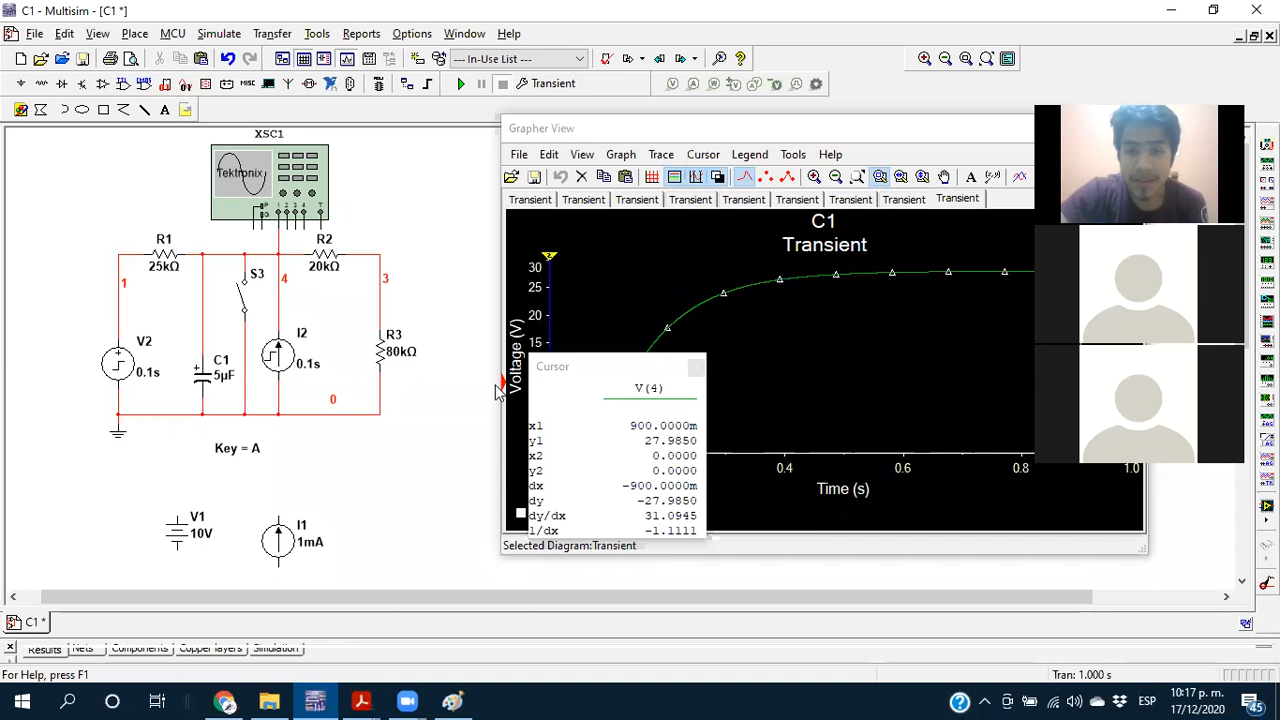 C1 - Multisim - [C1 *]
File Edit View Place MCU Simulate Transfer Tools Reports Options Window Help
--- In-Use List ---
Transient
XSC1
Tektronix
P
G
1 2 3 4 T
R1
25kΩ
R2
20kΩ
1
S3
4
3
V2
0.1s
C1
5µF
I2
0.1s
R3
80kΩ
0
Key = A
V1
10V
I1
1mA
Grapher View
File Edit View Graph Trace Cursor Legend Tools Help
Transient Transient Transient Transient Transient Transient Transient Transient Transient
C1
Transient
2
30
25
20
15
Voltage (V)
0.4 0.6 0.8 1.0
Time (s)
Cursor
V(4)
x1 900.0000m
y1 27.9850
x2 0.0000
y2 0.0000
dx -900.0000m
dy -27.9850
dy/dx 31.0945
1/dx -1.1111
Selected Diagram:Transient
C1 *
Results Nets Components Copper layers Simulation
For Help, press F1
Tran: 1.000 s
ESP
10:17 p. m.
17/12/2020
45